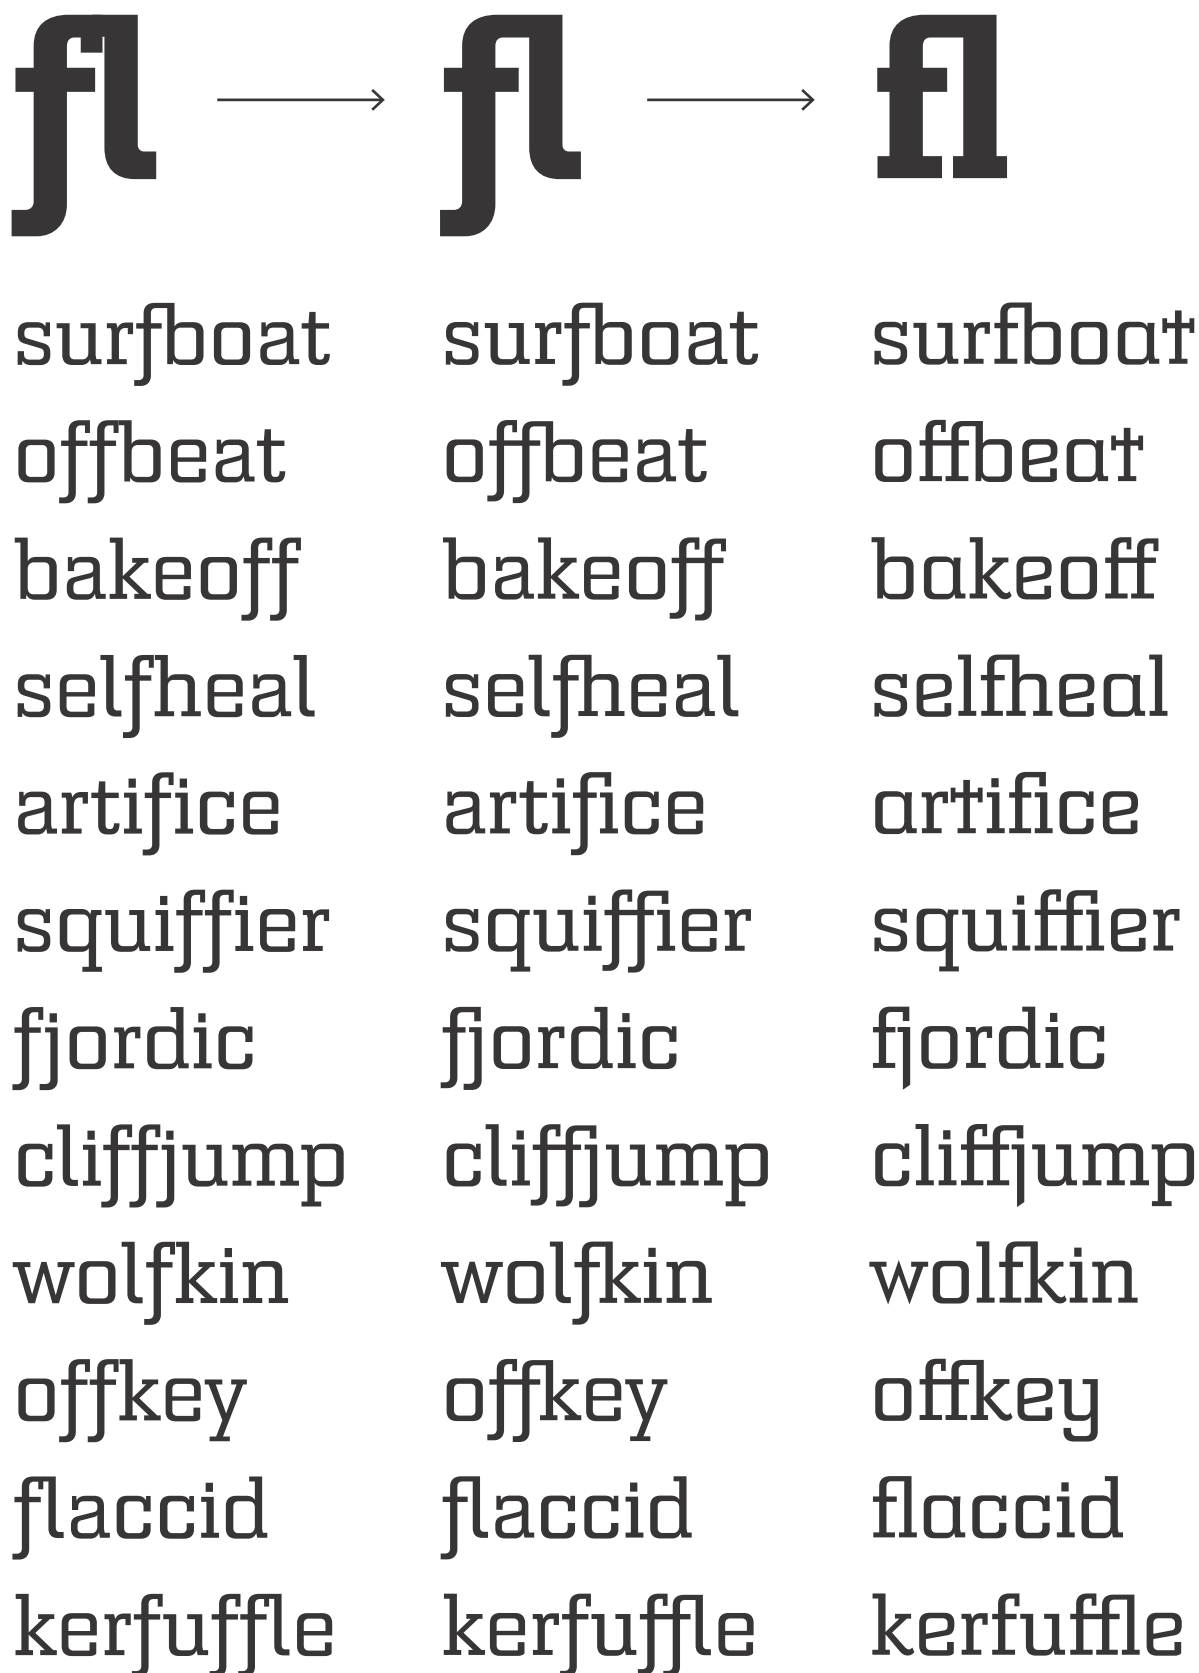 fl → fl → fl
surfboat surfboat surfboat
offbeat offbeat offbeat
bakeoff bakeoff bakeoff
selfheal selfheal selfheal
artifice artifice artifice
squiffier squiffier squiffier
fjordic fjordic fjordic
cliffjump cliffjump cliffjump
wolfkin wolfkin wolfkin
offkey offkey offkey
flaccid flaccid flaccid
kerfuffle kerfuffle kerfuffle